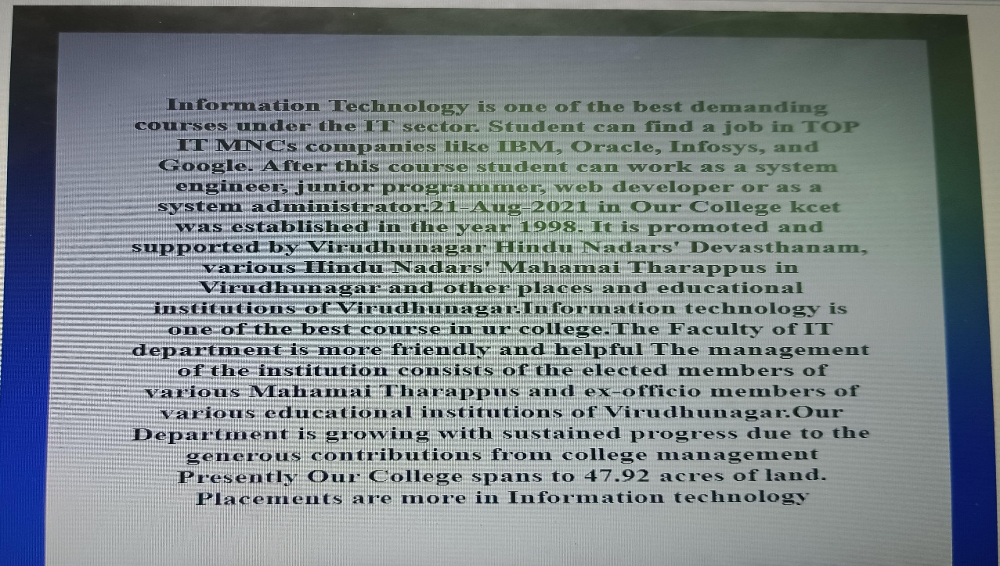 Information Technology is one of the best demanding
courses under the IT sector. Student can find a job in TOP
IT MNCs companies like IBM, Oracle, Infosys, and
Google. After this course student can work as a system
engineer, junior programmer, web developer or as a
system administrator.21-Aug-2021 in Our College kcet
was established in the year 1998. It is promoted and
supported by Virudhunagar Hindu Nadars' Devasthanam,
various Hindu Nadars' Mahamai Tharappus in
Virudhunagar and other places and educational
institutions of Virudhunagar.Information technology is
one of the best course in ur college.The Faculty of IT
department is more friendly and helpful The management
of the institution consists of the elected members of
various Mahamai Tharappus and ex-officio members of
various educational institutions of Virudhunagar.Our
Department is growing with sustained progress due to the
generous contributions from college management
Presently Our College spans to 47.92 acres of land.
Placements are more in Information technology